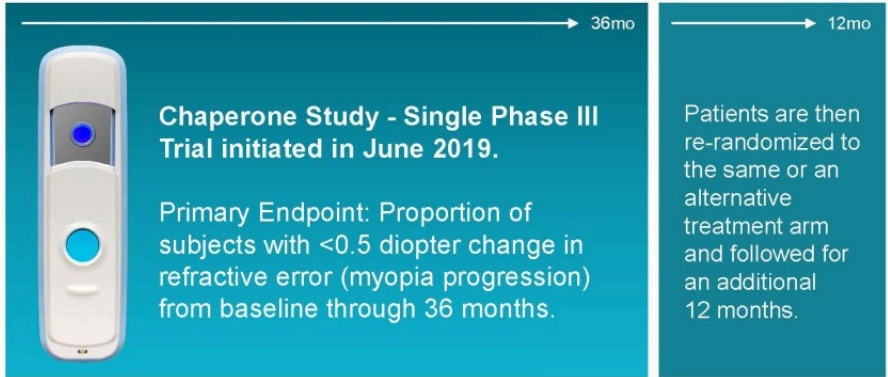 36mo
Chaperone Study - Single Phase III
Trial initiated in June 2019.
Primary Endpoint: Proportion of
subjects with <0.5 diopter change in
refractive error (myopia progression)
from baseline through 36 months.
12mo
Patients are then
re-randomized to
the same or an
alternative
treatment arm
and followed for
an additional
12 months.